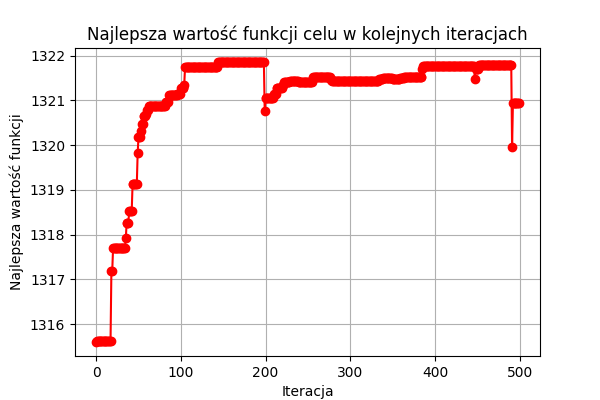 Najlepsza wartość funkcji celu w kolejnych iteracjach
1322
1321
1320
1319
1318
1317
1316
Najlepsza wartość funkcji
0 100 200 300 400 500
Iteracja